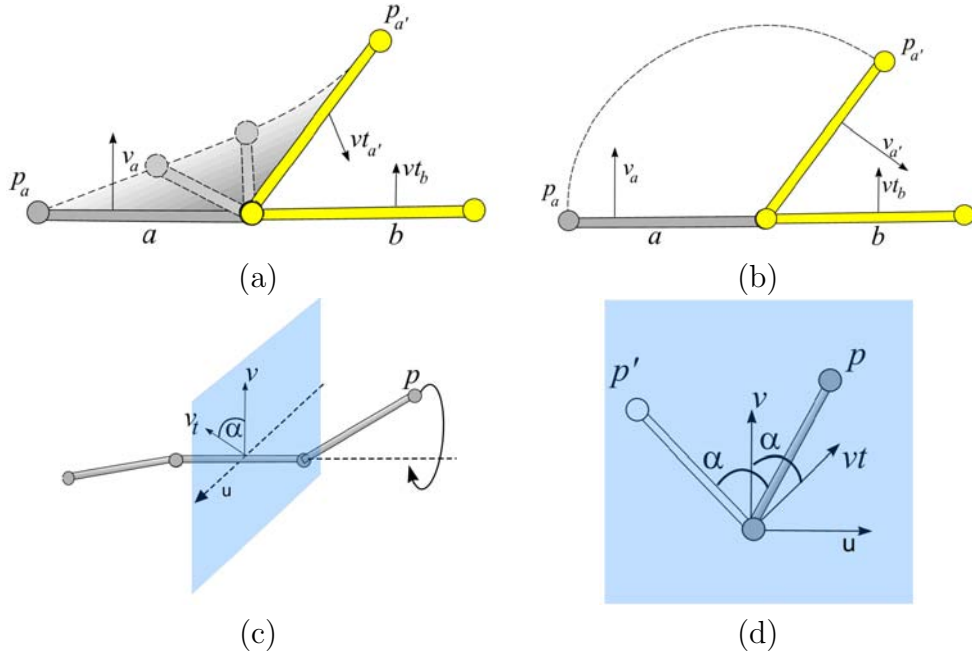 p_{a'}
v_a
vt_{a'}
vt_b
p_a
a
b
(a)
p_{a'}
v_a
v_{a'}
vt_b
p_a
a
b
(b)
v
p
v_t
α
u
(c)
p'
p
v
α
α
vt
u
(d)